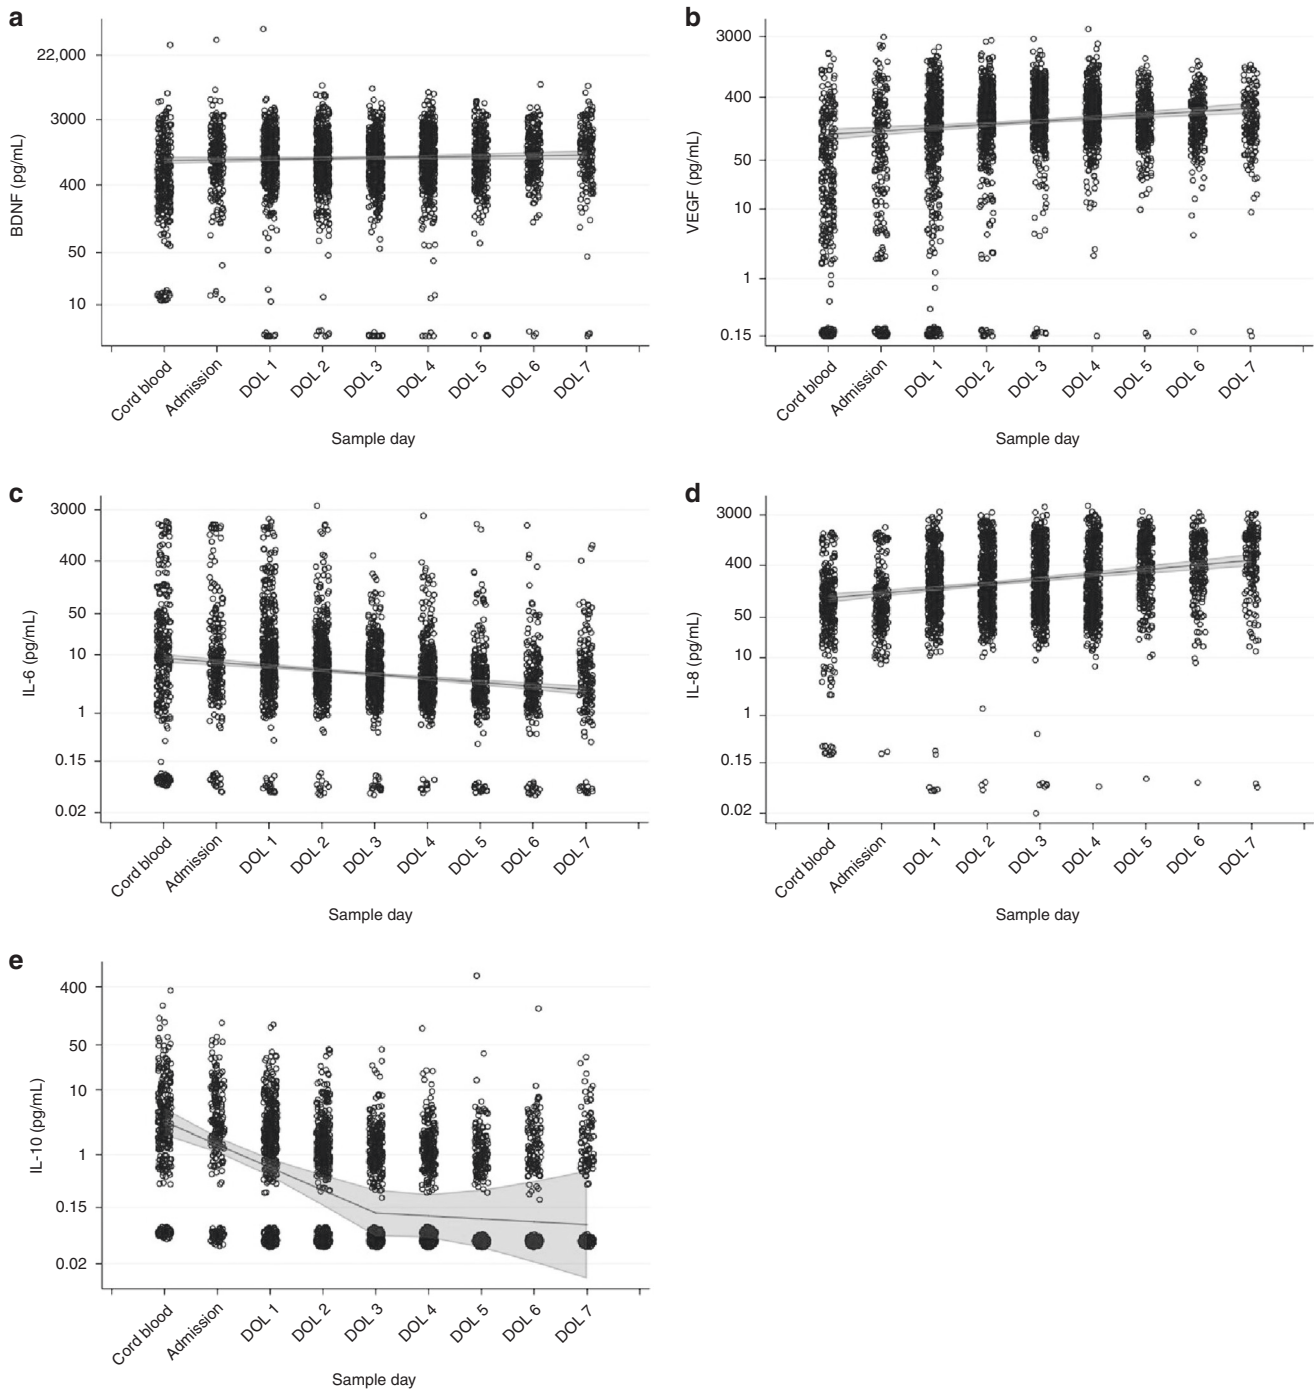 a
BDNF (pg/mL)
22,000
3000
400
50
10
Cord blood
Admission
DOL 1
DOL 2
DOL 3
DOL 4
DOL 5
DOL 6
DOL 7
Sample day
b
VEGF (pg/mL)
3000
400
50
10
1
0.15
Cord blood
Admission
DOL 1
DOL 2
DOL 3
DOL 4
DOL 5
DOL 6
DOL 7
Sample day
c
IL-6 (pg/mL)
3000
400
50
10
1
0.15
0.02
Cord blood
Admission
DOL 1
DOL 2
DOL 3
DOL 4
DOL 5
DOL 6
DOL 7
Sample day
d
IL-8 (pg/mL)
3000
400
50
10
1
0.15
0.02
Cord blood
Admission
DOL 1
DOL 2
DOL 3
DOL 4
DOL 5
DOL 6
DOL 7
Sample day
e
IL-10 (pg/mL)
400
50
10
1
0.15
0.02
Cord blood
Admission
DOL 1
DOL 2
DOL 3
DOL 4
DOL 5
DOL 6
DOL 7
Sample day